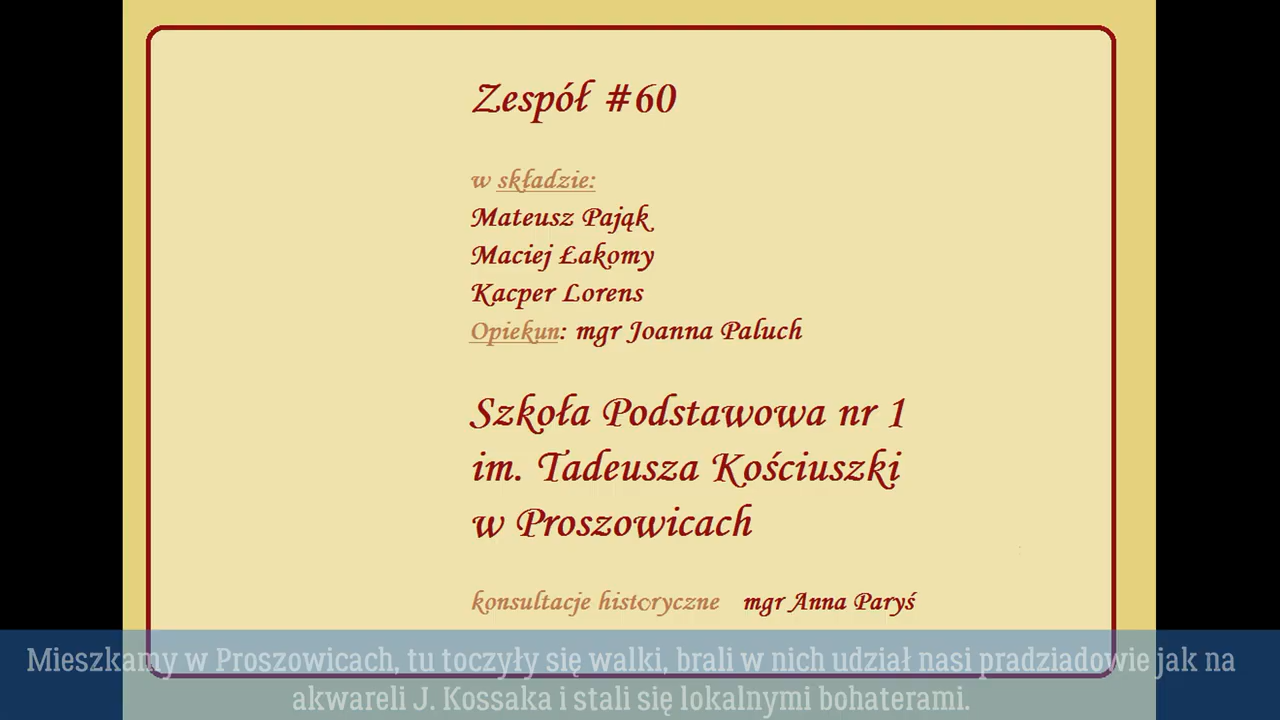 Zespół #60
w składzie:
Mateusz Pająk
Maciej Łakomy
Kacper Lorens
Opiekun: mgr Joanna Paluch
Szkoła Podstawowa nr 1
im. Tadeusza Kościuszki
w Proszowicach
konsultacje historyczne mgr Anna Paryś
Mieszkamy w Proszowicach, tu toczyły się walki, brali w nich udział nasi pradziadowie jak na
akwareli J. Kossaka i stali się lokalnymi bohaterami.